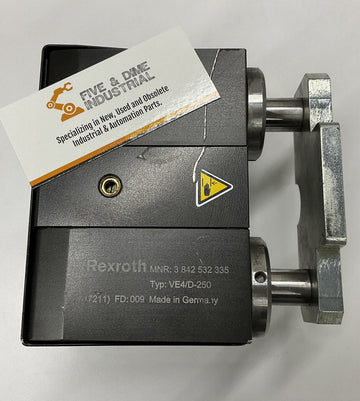 FIVE & DIME
INDUSTRIAL
Specializing in New, Used and Obsolete
Industrial & Automation Parts.
Rexroth MNR: 3 842 532 335
Typ: VE4/D-250
7211) FD: 009 Made in Germany